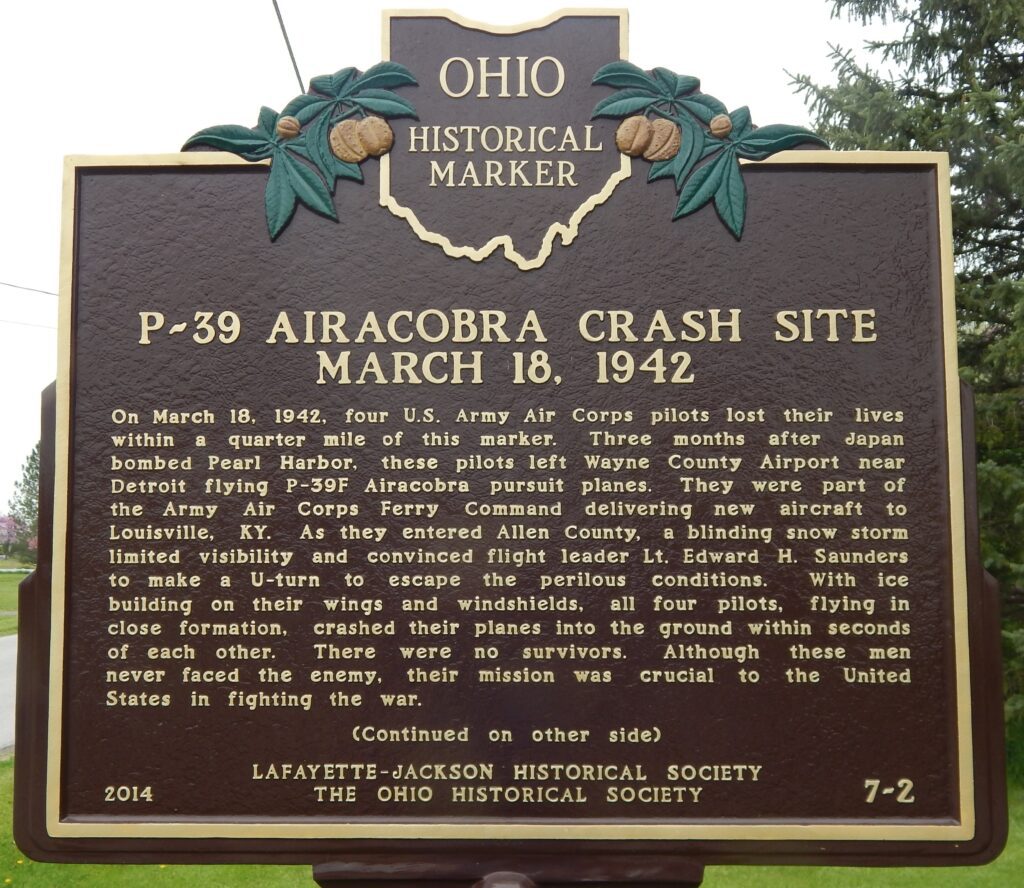 OHIO
HISTORICAL
MARKER
P-39 AIRACOBRA CRASH SITE
MARCH 18, 1942
On March 18, 1942, four U.S. Army Air Corps pilots lost their lives
within a quarter mile of this marker. Three months after Japan
bombed Pearl Harbor, these pilots left Wayne County Airport near
Detroit flying P-39F Airacobra pursuit planes. They were part of
the Army Air Corps Ferry Command delivering new aircraft to
Louisville, KY. As they entered Allen County, a blinding snow storm
limited visibility and convinced flight leader Lt. Edward H. Saunders
to make a U-turn to escape the perilous conditions. With ice
building on their wings and windshields, all four pilots, flying in
close formation, crashed their planes into the ground within seconds
of each other. There were no survivors. Although these men
never faced the enemy, their mission was crucial to the United
States in fighting the war.
(Continued on other side)
LAFAYETTE-JACKSON HISTORICAL SOCIETY
2014 THE OHIO HISTORICAL SOCIETY 7-2